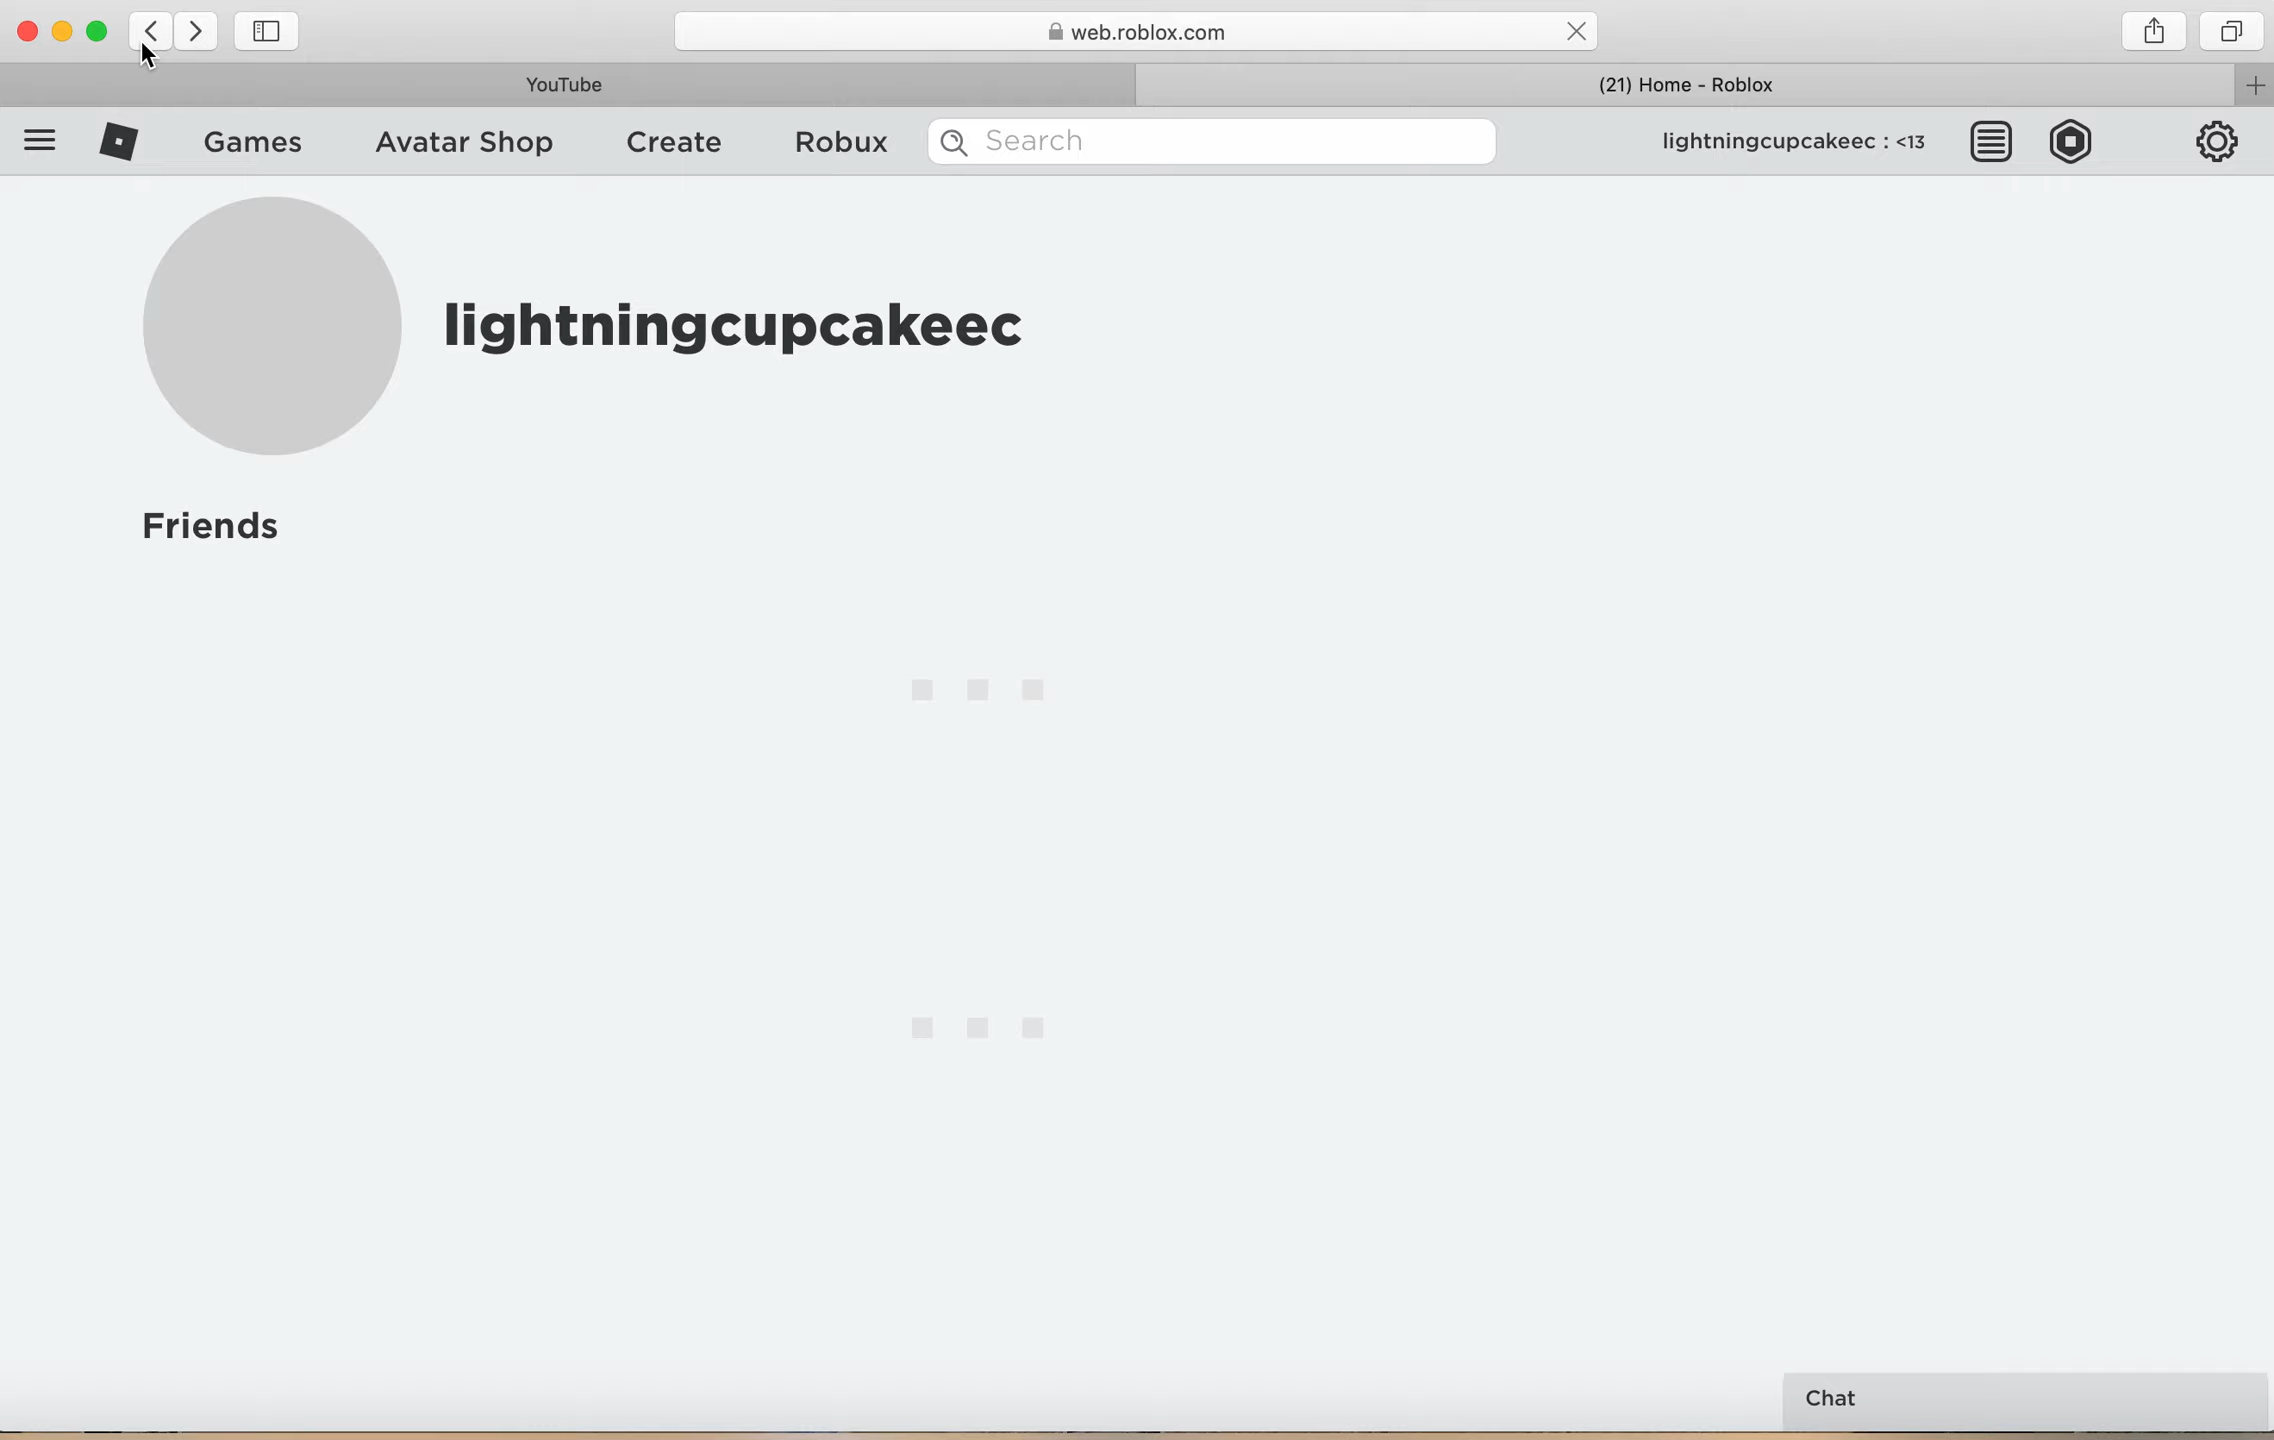 web.roblox.com
YouTube
(21) Home - Roblox
Games
Avatar Shop
Create
Robux
Search
lightningcupcakeec : <13
lightningcupcakeec
Friends
Chat